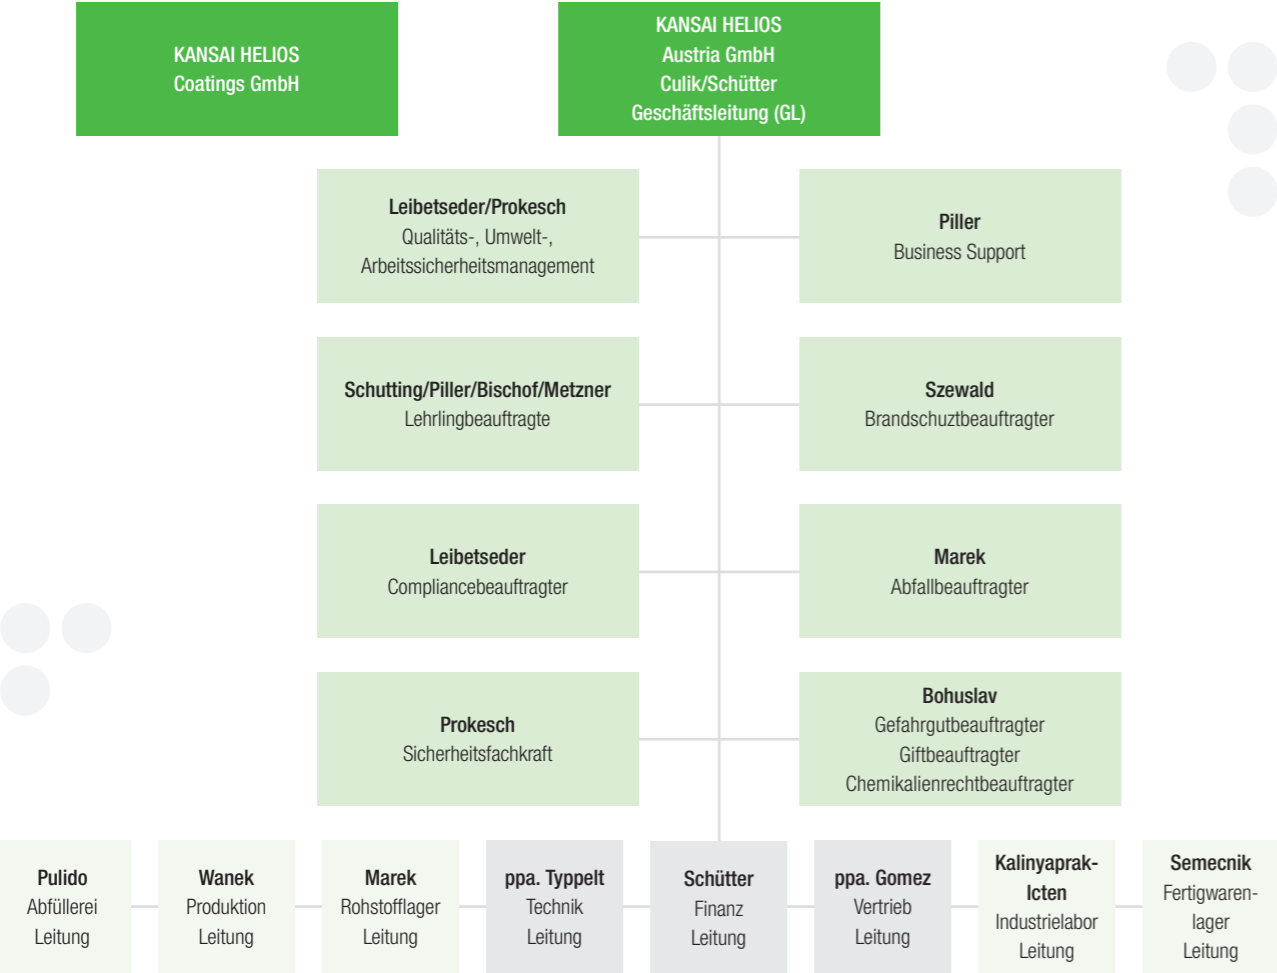 KANSAI HELIOS
Coatings GmbH
KANSAI HELIOS
Austria GmbH
Culik/Schütter
Geschäftsleitung (GL)
Leibetseder/Prokesch
Qualitäts-, Umwelt-,
Arbeitssicherheitsmanagement
Piller
Business Support
Schutting/Piller/Bischof/Metzner
Lehrlingbeauftragte
Szewald
Brandschuztbeauftragter
Leibetseder
Compliancebeauftragter
Marek
Abfallbeauftragter
Prokesch
Sicherheitsfachkraft
Bohuslav
Gefahrgutbeauftragter
Giftbeauftragter
Chemikalienrechtbeauftragter
Pulido
Abfüllerei
Leitung
Wanek
Produktion
Leitung
Marek
Rohstofflager
Leitung
ppa. Typpelt
Technik
Leitung
Schütter
Finanz
Leitung
ppa. Gomez
Vertrieb
Leitung
Kalinyaprak-
Icten
Industrielabor
Leitung
Semecnik
Fertigwaren-
lager
Leitung